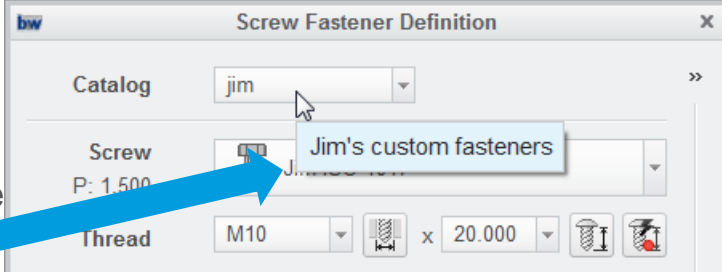 bw Screw Fastener Definition x
Catalog jim »
Jim's custom fasteners
Screw
P: 1.500
e
Thread M10 x 20.000